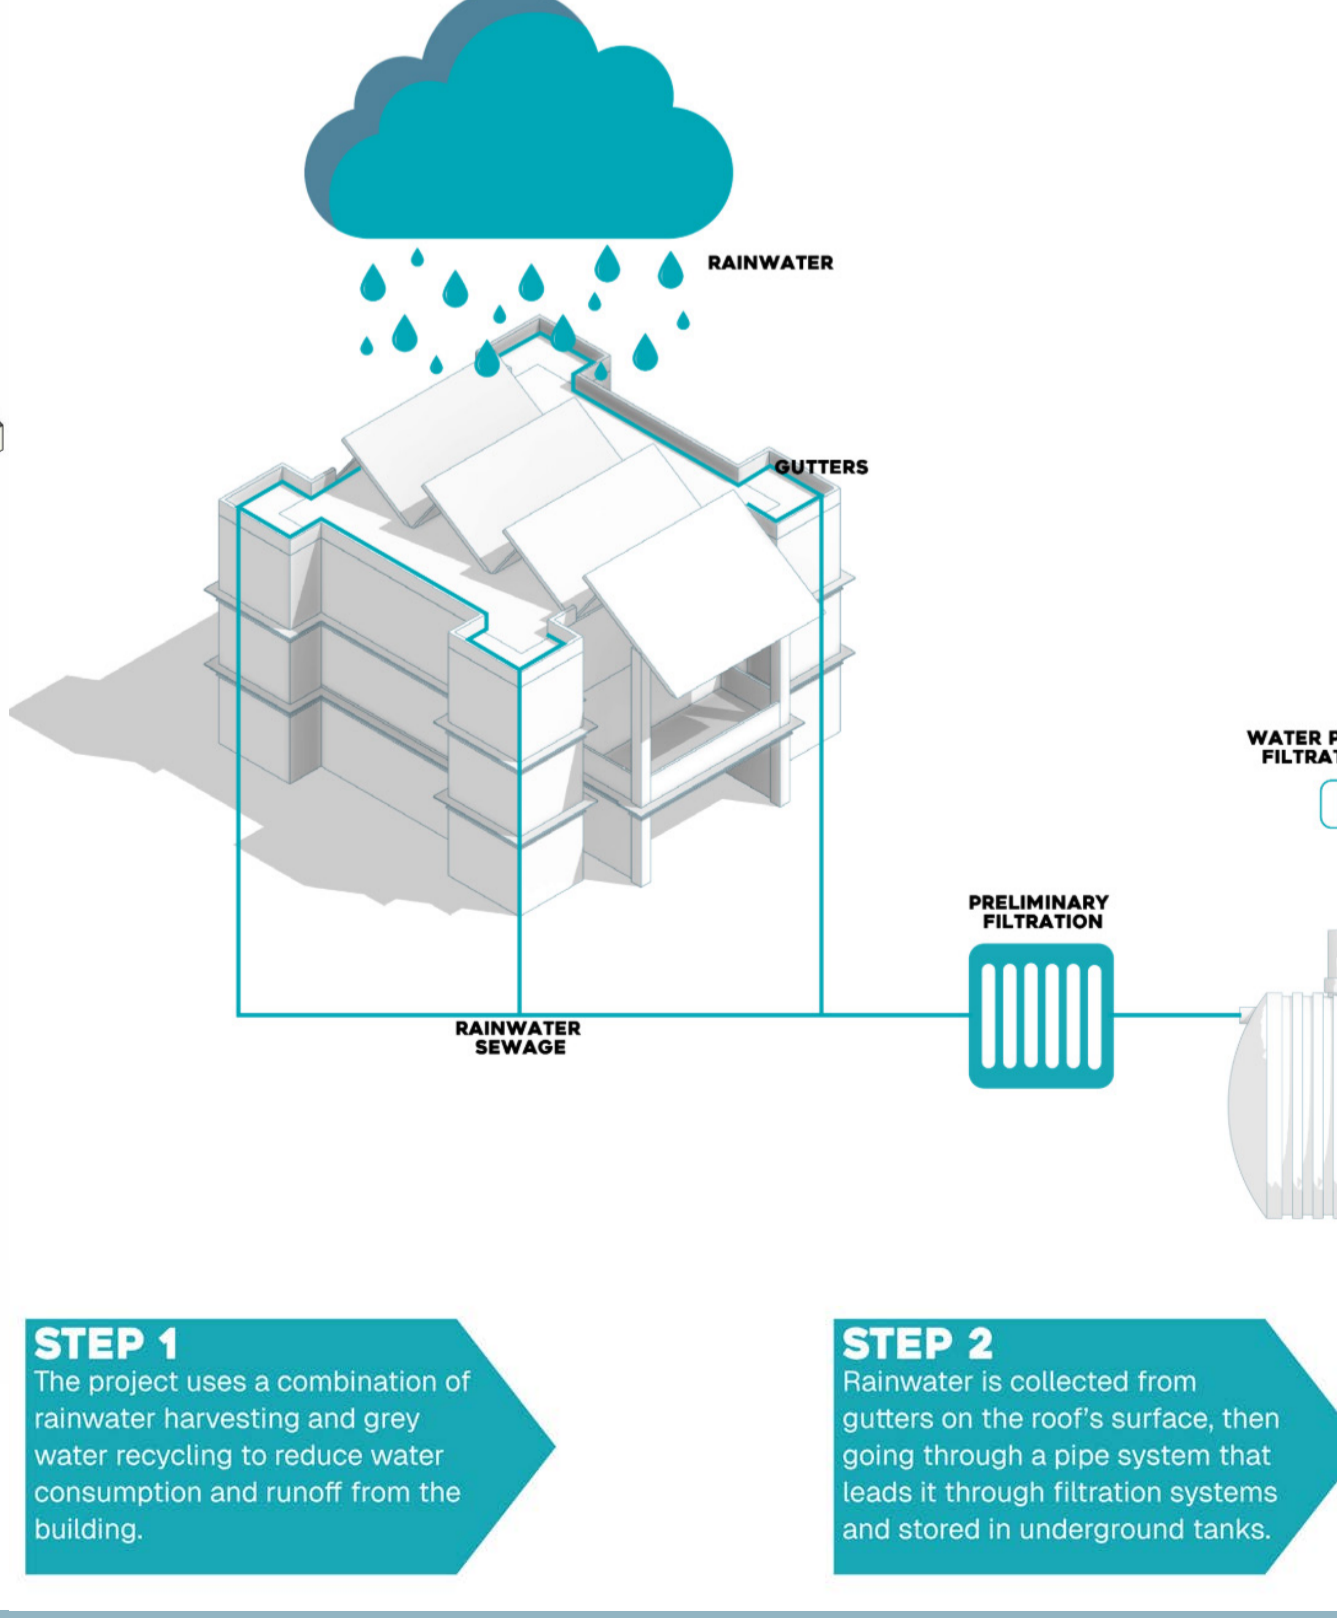 RAINWATER
GUTTERS
WATER
PRELIMINARY
FILTRATION
RAINWATER
SEWAGE
STEP 1
The project uses a combination of
rainwater harvesting and grey
water recycling to reduce water
consumption and runoff from the
building.
STEP 2
Rainwater is collected from
gutters on the roof's surface, then
going through a pipe system that
leads it through filtration systems
and stored in underground tanks.